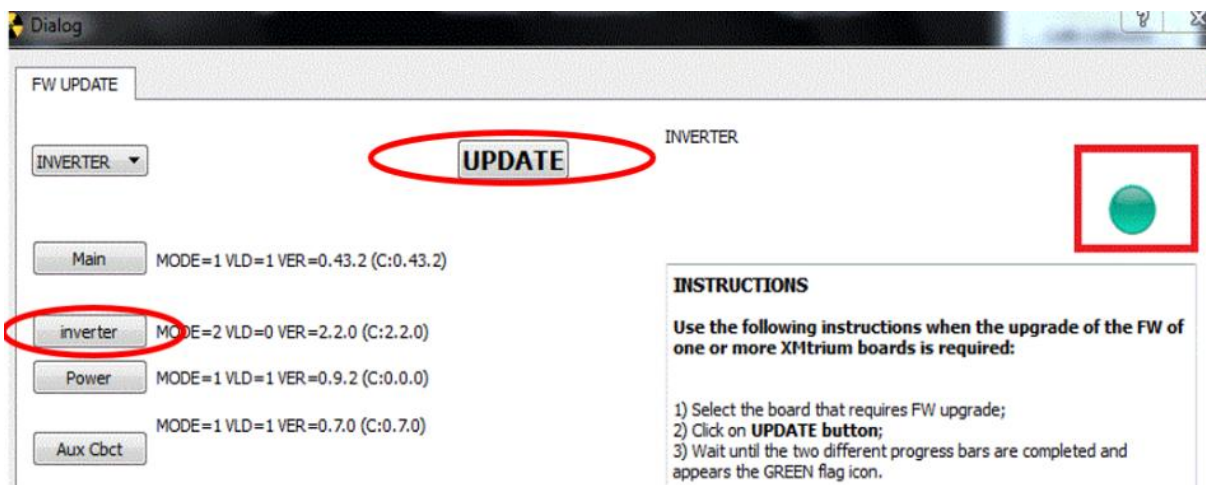 Dialog
FW UPDATE
INVERTER
UPDATE
INVERTER
Main MODE=1 VLD=1 VER=0.43.2 (C:0.43.2)
inverter MODE=2 VLD=0 VER=2.2.0 (C:2.2.0)
Power MODE=1 VLD=1 VER=0.9.2 (C:0.0.0)
MODE=1 VLD=1 VER=0.7.0 (C:0.7.0)
Aux Cbct
INSTRUCTIONS
Use the following instructions when the upgrade of the FW of
one or more XMtrium boards is required:
1) Select the board that requires FW upgrade;
2) Click on UPDATE button;
3) Wait until the two different progress bars are completed and
appears the GREEN flag icon.